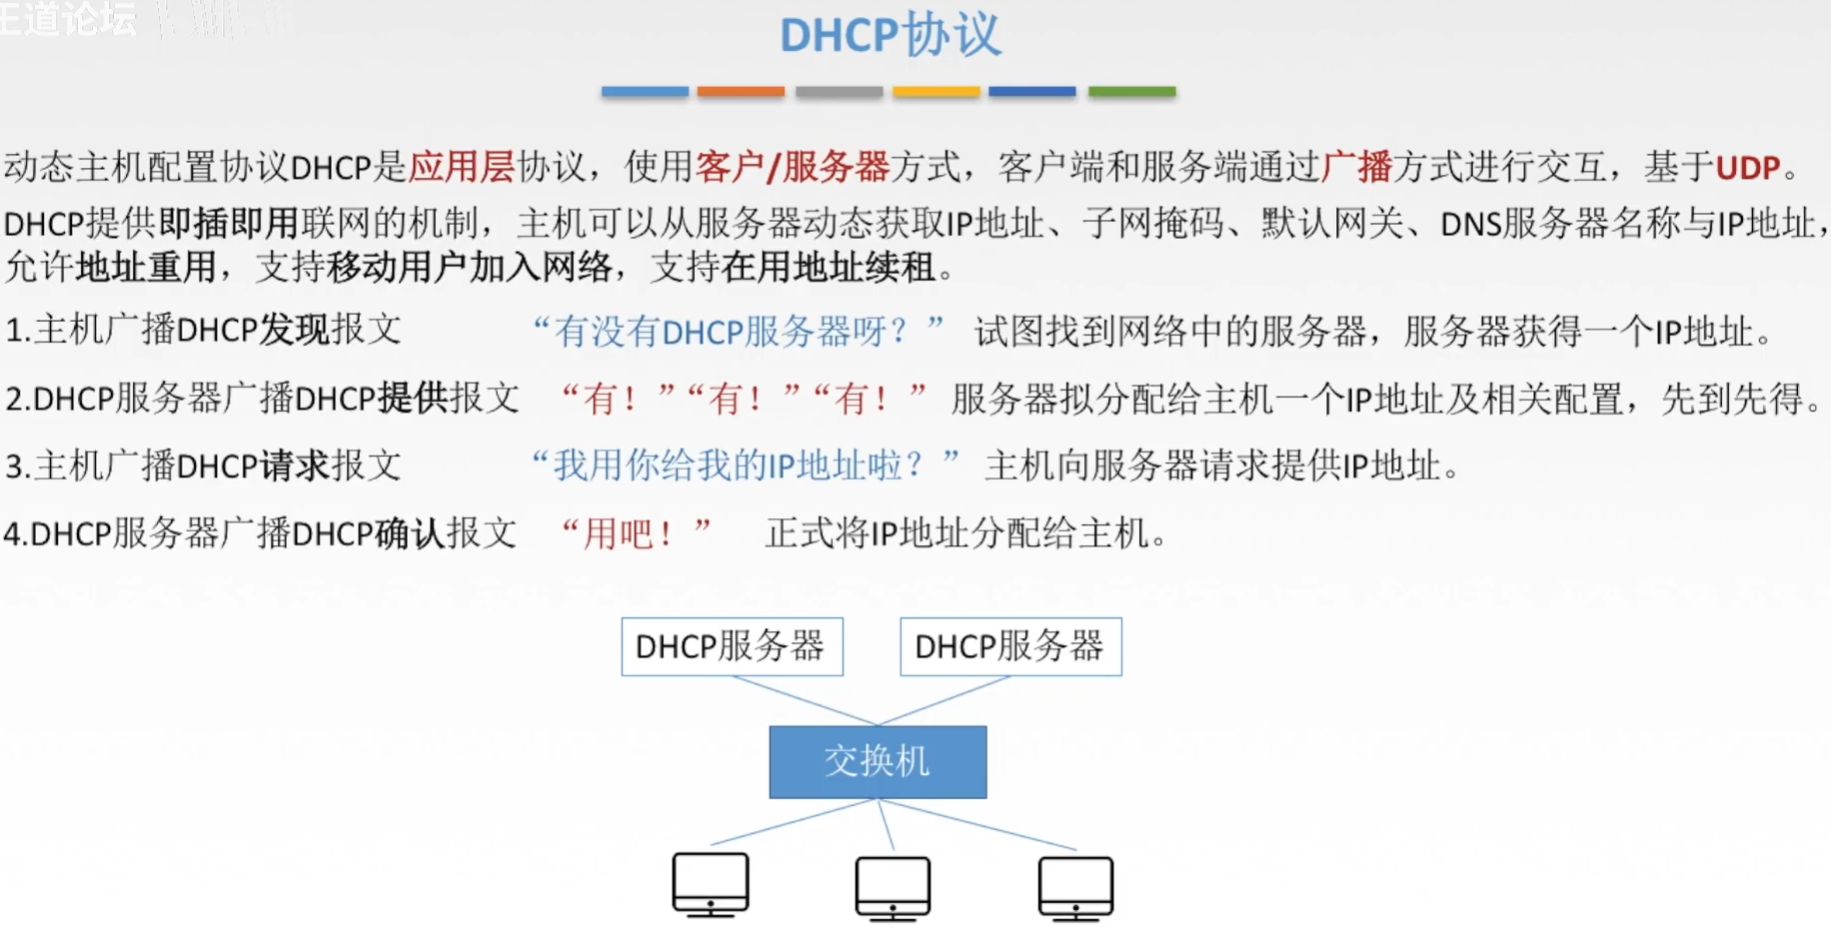 王道论坛
DHCP协议
动态主机配置协议DHCP是应用层协议，使用客户/服务器方式，客户端和服务端通过广播方式进行交互，基于UDP。
DHCP提供即插即用联网的机制，主机可以从服务器动态获取IP地址、子网掩码、默认网关、DNS服务器名称与IP地址，
允许地址重用，支持移动用户加入网络，支持在用地址续租。
1.主机广播DHCP发现报文 “有没有DHCP服务器呀？” 试图找到网络中的服务器，服务器获得一个IP地址。
2.DHCP服务器广播DHCP提供报文 “有！”“有！”“有！” 服务器拟分配给主机一个IP地址及相关配置，先到先得。
3.主机广播DHCP请求报文 “我用你给我的IP地址啦？” 主机向服务器请求提供IP地址。
4.DHCP服务器广播DHCP确认报文 “用吧！” 正式将IP地址分配给主机。
DHCP服务器 DHCP服务器
交换机